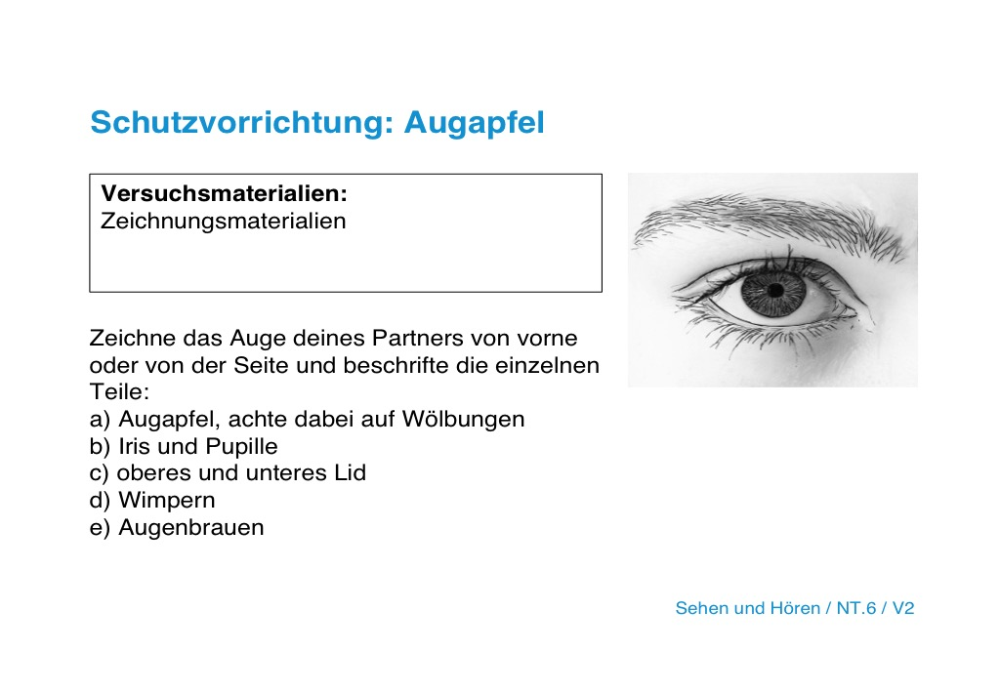 Schutzvorrichtung: Augapfel
Versuchsmaterialien:
Zeichnungsmaterialien
Zeichne das Auge deines Partners von vorne
oder von der Seite und beschrifte die einzelnen
Teile:
a) Augapfel, achte dabei auf Wölbungen
b) Iris und Pupille
c) oberes und unteres Lid
d) Wimpern
e) Augenbrauen
Sehen und Hören / NT.6 / V2